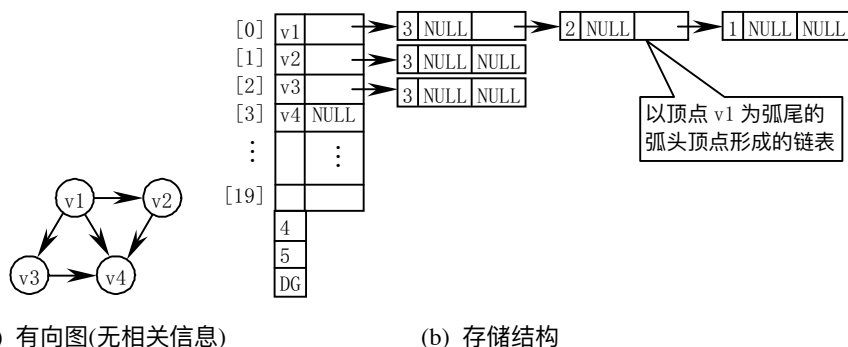 [0] v1 3 NULL 2 NULL 1 NULL NULL
[1] v2 3 NULL NULL
[2] v3 3 NULL NULL
[3] v4 NULL
以顶点 v1 为弧尾的
弧头顶点形成的链表
⋮ ⋮
[19]
4
5
DG
v1 v2
v3 v4
) 有向图(无相关信息) (b) 存储结构